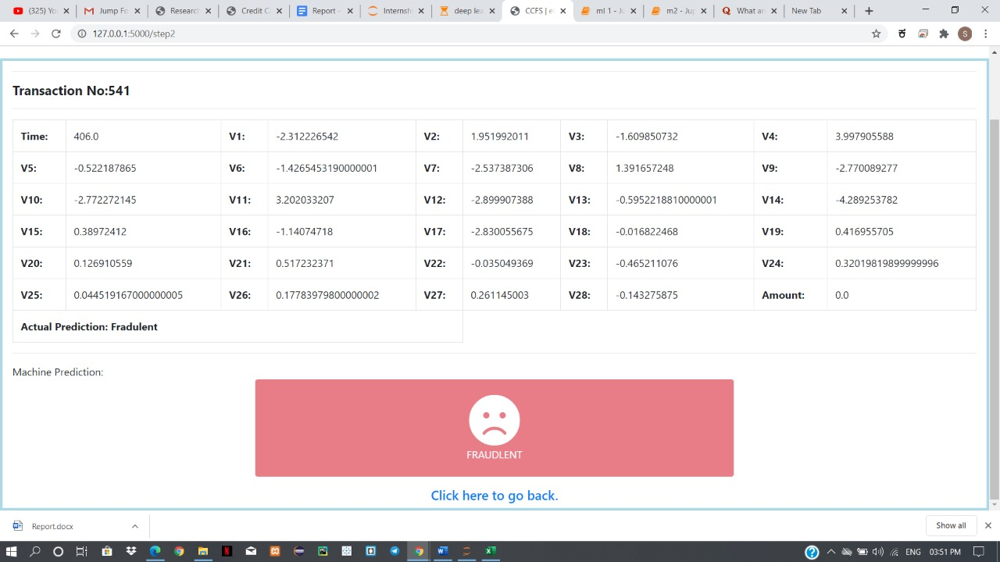 (325) Yo
Jump Fo
Research
Credit C
Report -
Internsh
deep lea
CCFS | e
ml 1 - Ju
m2 - Jup
What an
New Tab
127.0.0.1:5000/step2
S
Transaction No:541
Time: 406.0 V1: -2.312226542 V2: 1.951992011 V3: -1.609850732 V4: 3.997905588
V5: -0.522187865 V6: -1.4265453190000001 V7: -2.537387306 V8: 1.391657248 V9: -2.770089277
V10: -2.772272145 V11: 3.202033207 V12: -2.899907388 V13: -0.5952218810000001 V14: -4.289253782
V15: 0.38972412 V16: -1.14074718 V17: -2.830055675 V18: -0.016822468 V19: 0.416955705
V20: 0.126910559 V21: 0.517232371 V22: -0.035049369 V23: -0.465211076 V24: 0.32019819899999996
V25: 0.044519167000000005 V26: 0.17783979800000002 V27: 0.261145003 V28: -0.143275875 Amount: 0.0
Actual Prediction: Fradulent
Machine Prediction:
FRAUDLENT
Click here to go back.
Report.docx
Show all
ENG 03:51 PM